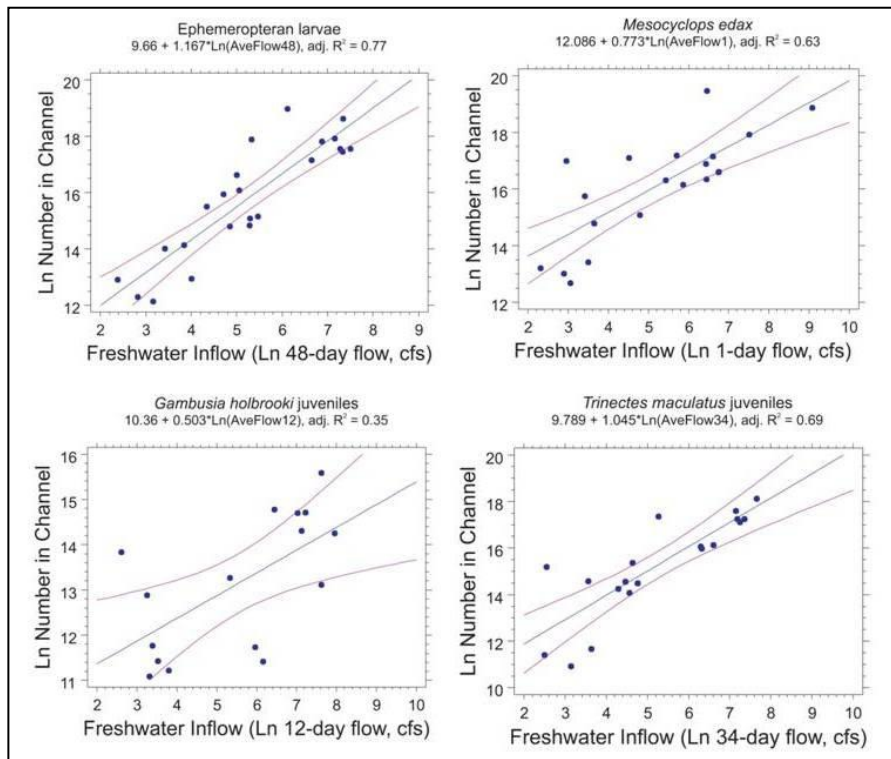 Ephemeropteran larvae
9.66 + 1.167*Ln(AveFlow48), adj. R² = 0.77
Ln Number in Channel
20
18
16
14
12
2 3 4 5 6 7 8 9
Freshwater Inflow (Ln 48-day flow, cfs)
Mesocyclops edax
12.086 + 0.773*Ln(AveFlow1), adj. R² = 0.63
Ln Number in Channel
20
18
16
14
12
2 3 4 5 6 7 8 9 10
Freshwater Inflow (Ln 1-day flow, cfs)
Gambusia holbrooki juveniles
10.36 + 0.503*Ln(AveFlow12), adj. R² = 0.35
Ln Number in Channel
16
15
14
13
12
11
2 3 4 5 6 7 8 9 10
Freshwater Inflow (Ln 12-day flow, cfs)
Trinectes maculatus juveniles
9.789 + 1.045*Ln(AveFlow34), adj. R² = 0.69
Ln Number in Channel
20
18
16
14
12
10
2 3 4 5 6 7 8 9 10
Freshwater Inflow (Ln 34-day flow, cfs)